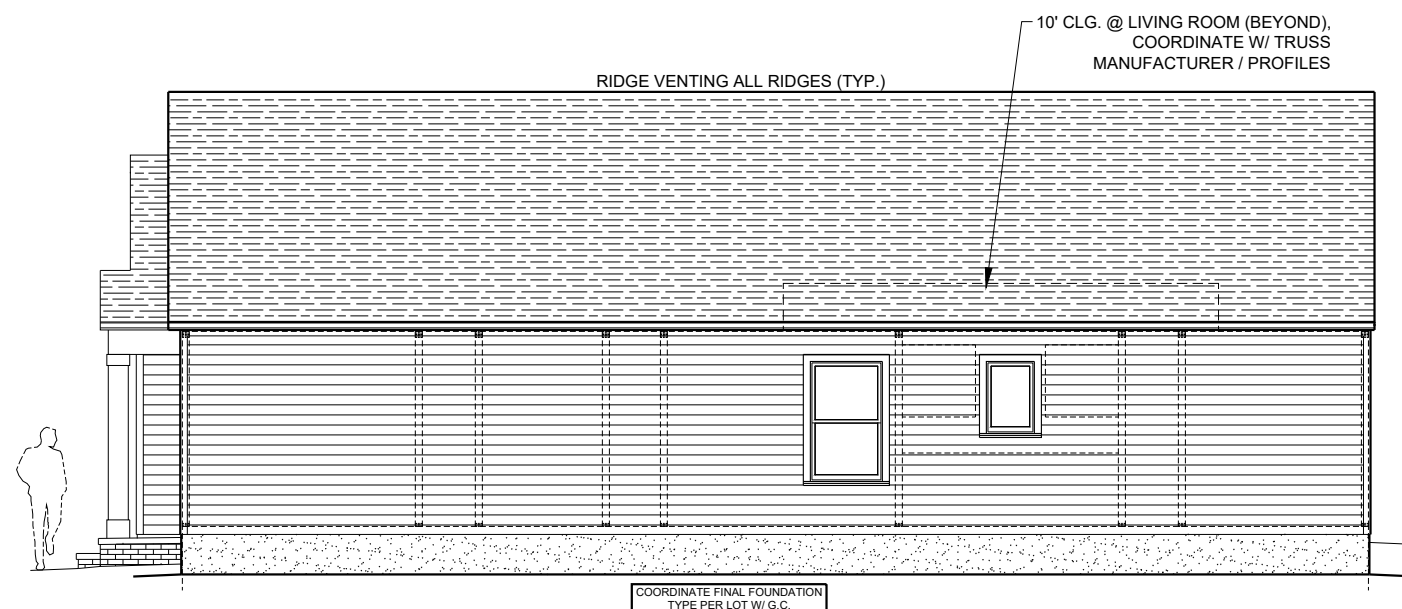 10' CLG. @ LIVING ROOM (BEYOND),
COORDINATE W/ TRUSS
MANUFACTURER / PROFILES
RIDGE VENTING ALL RIDGES (TYP.)
COORDINATE FINAL FOUNDATION
TYPE PER LOT W/ G.C.